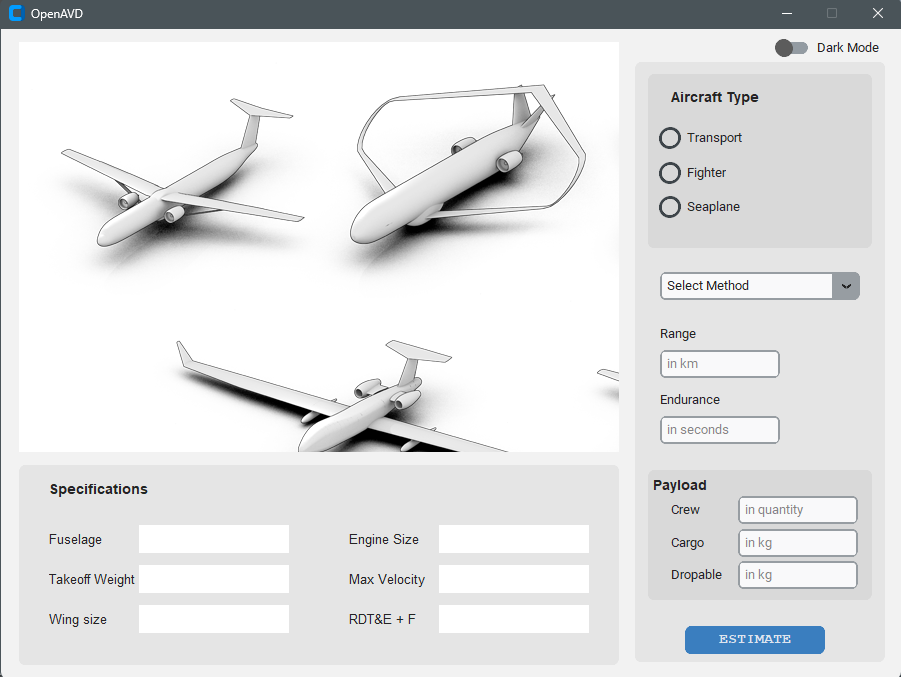 OpenAVD
Dark Mode
Aircraft Type
Transport
Fighter
Seaplane
Select Method
Range
in km
Endurance
in seconds
Payload
Crew in quantity
Cargo in kg
Dropable in kg
ESTIMATE
Specifications
Fuselage Engine Size
Takeoff Weight Max Velocity
Wing size RDT&E + F